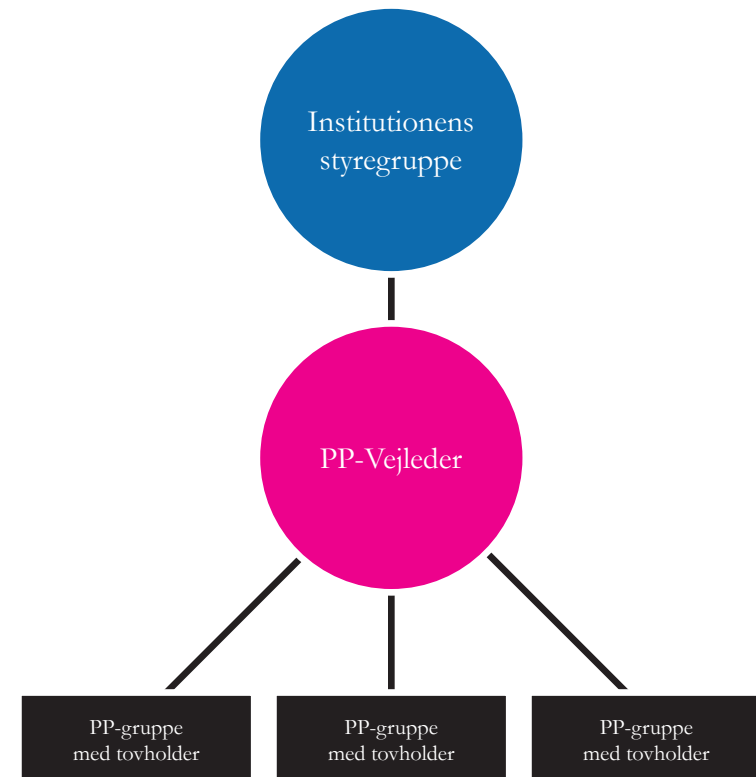 Institutionens
styregruppe
PP-Vejleder
PP-gruppe
med tovholder
PP-gruppe
med tovholder
PP-gruppe
med tovholder